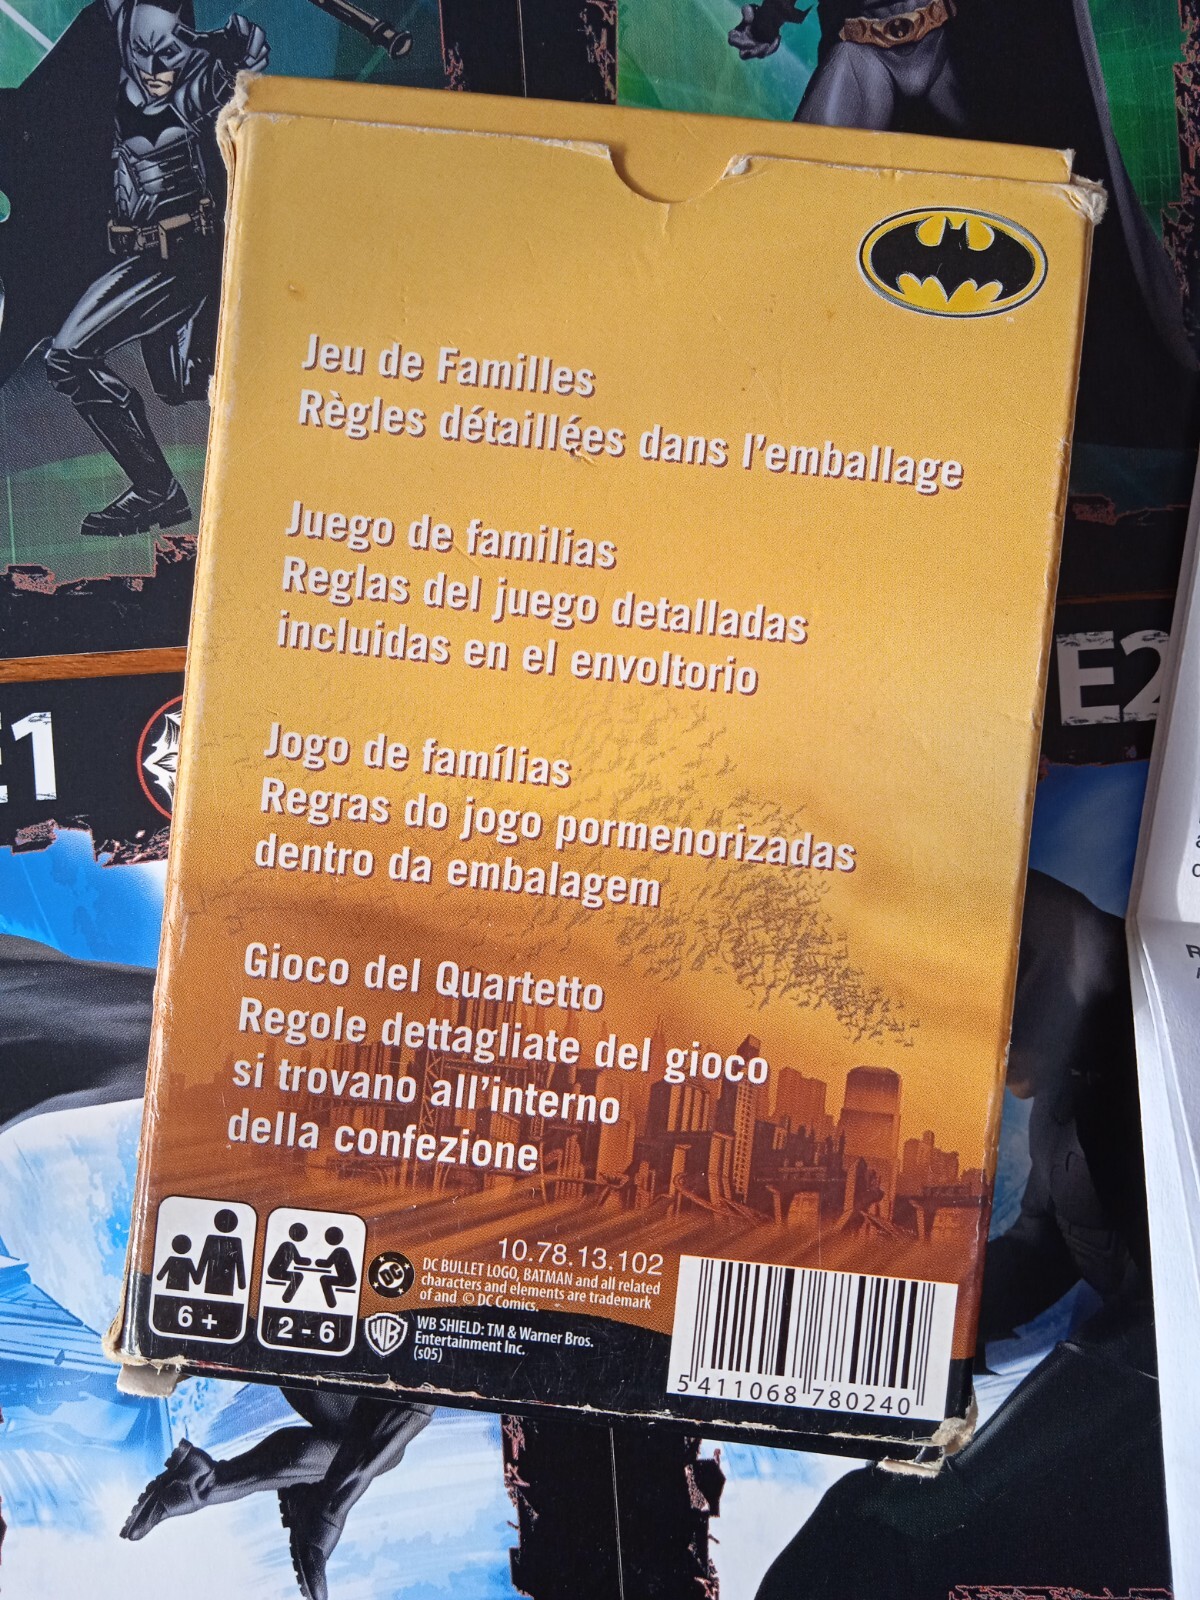 Jeu de Familles
Règles détaillées dans l'emballage
Juego de familias
Reglas del juego detalladas
incluidas en el envoltorio
Jogo de famílias
Regras do jogo pormenorizadas
dentro da embalagem
Gioco del Quartetto
Regole dettagliate del gioco
si trovano all'interno
della confezione
6 +
2 - 6
10.78.13.102
DC
DC BULLET LOGO, BATMAN and all related
characters and elements are trademark
of and © DC Comics.
WB
WB SHIELD: TM & Warner Bros.
Entertainment Inc.
(s05)
5 411068 780240
E1
E2